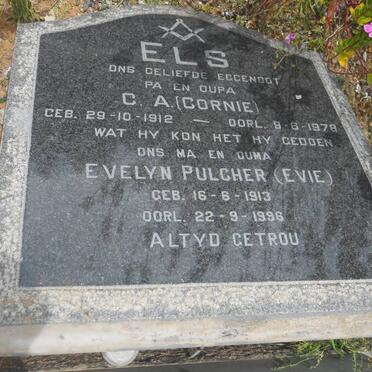 ELS
ONS GELIEFDE EGGENOOT
PA EN OUPA
C. A. (CORNIE)
GEB. 29-10-1912 — OORL. 9-6-1979
WAT HY KON HET HY GEDOEN
ONS MA EN OUMA
EVELYN PULCHER (EVIE)
GEB. 16-6-1913
OORL. 22-9-1996
ALTYD GETROU